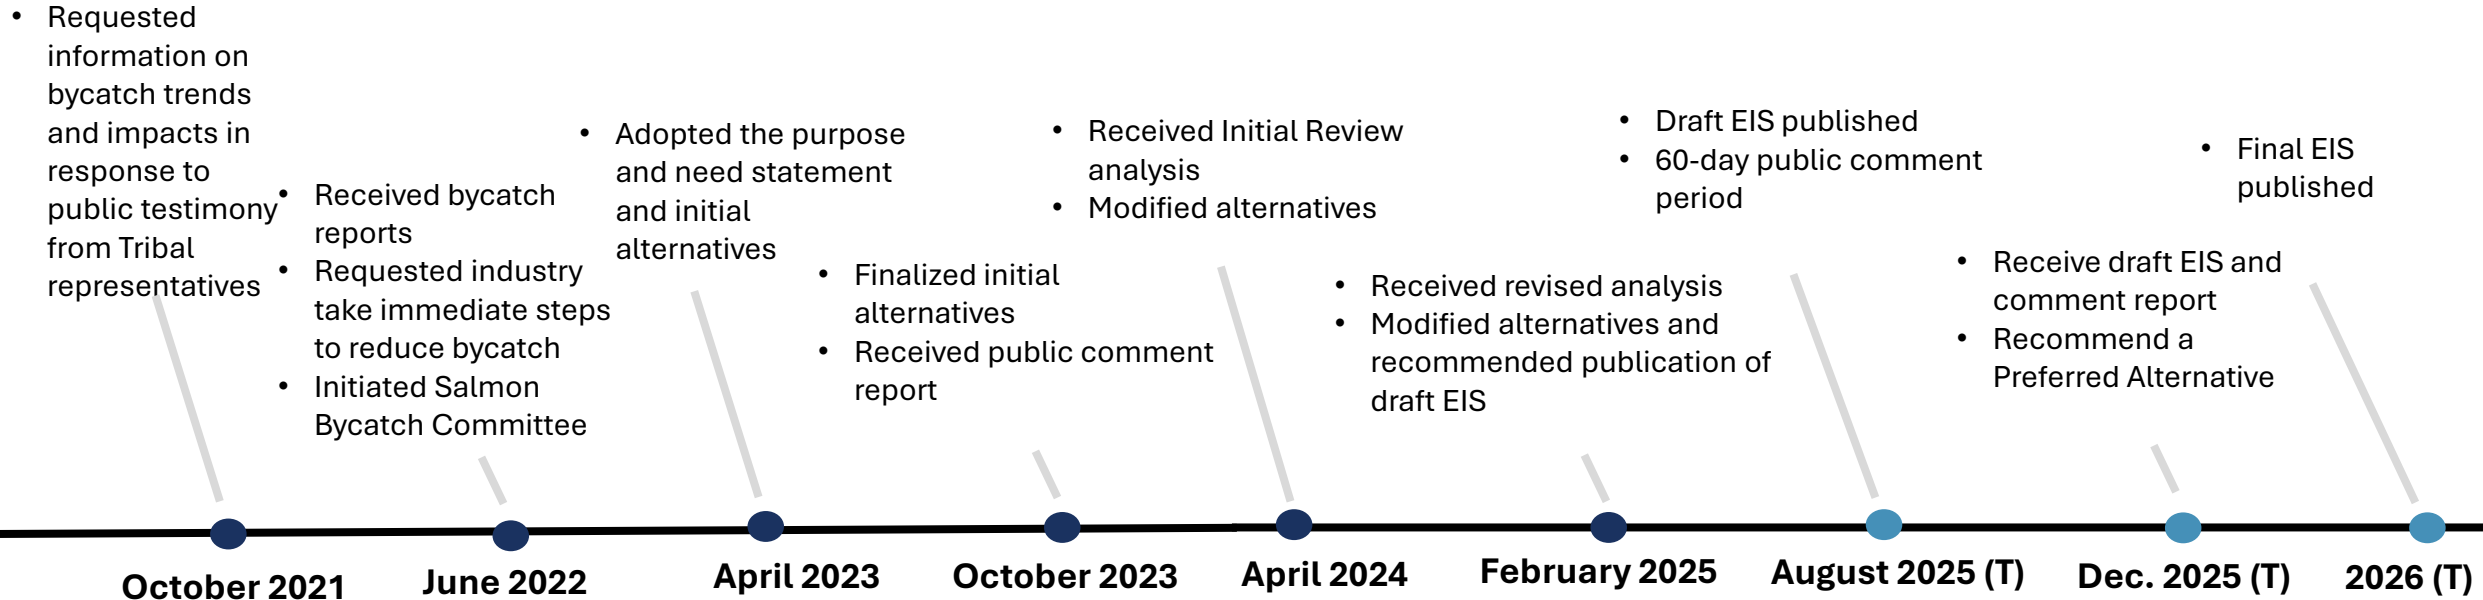 • Requested
information on
bycatch trends
and impacts in
response to
public testimony
from Tribal
representatives
• Received bycatch
reports
• Requested industry
take immediate steps
to reduce bycatch
• Initiated Salmon
Bycatch Committee
• Adopted the purpose
and need statement
and initial
alternatives
• Finalized initial
alternatives
• Received public comment
report
• Received Initial Review
analysis
• Modified alternatives
• Received revised analysis
• Modified alternatives and
recommended publication of
draft EIS
• Draft EIS published
• 60-day public comment
period
• Receive draft EIS and
comment report
• Recommend a
Preferred Alternative
• Final EIS
published
October 2021
June 2022
April 2023
October 2023
April 2024
February 2025
August 2025 (T)
Dec. 2025 (T)
2026 (T)